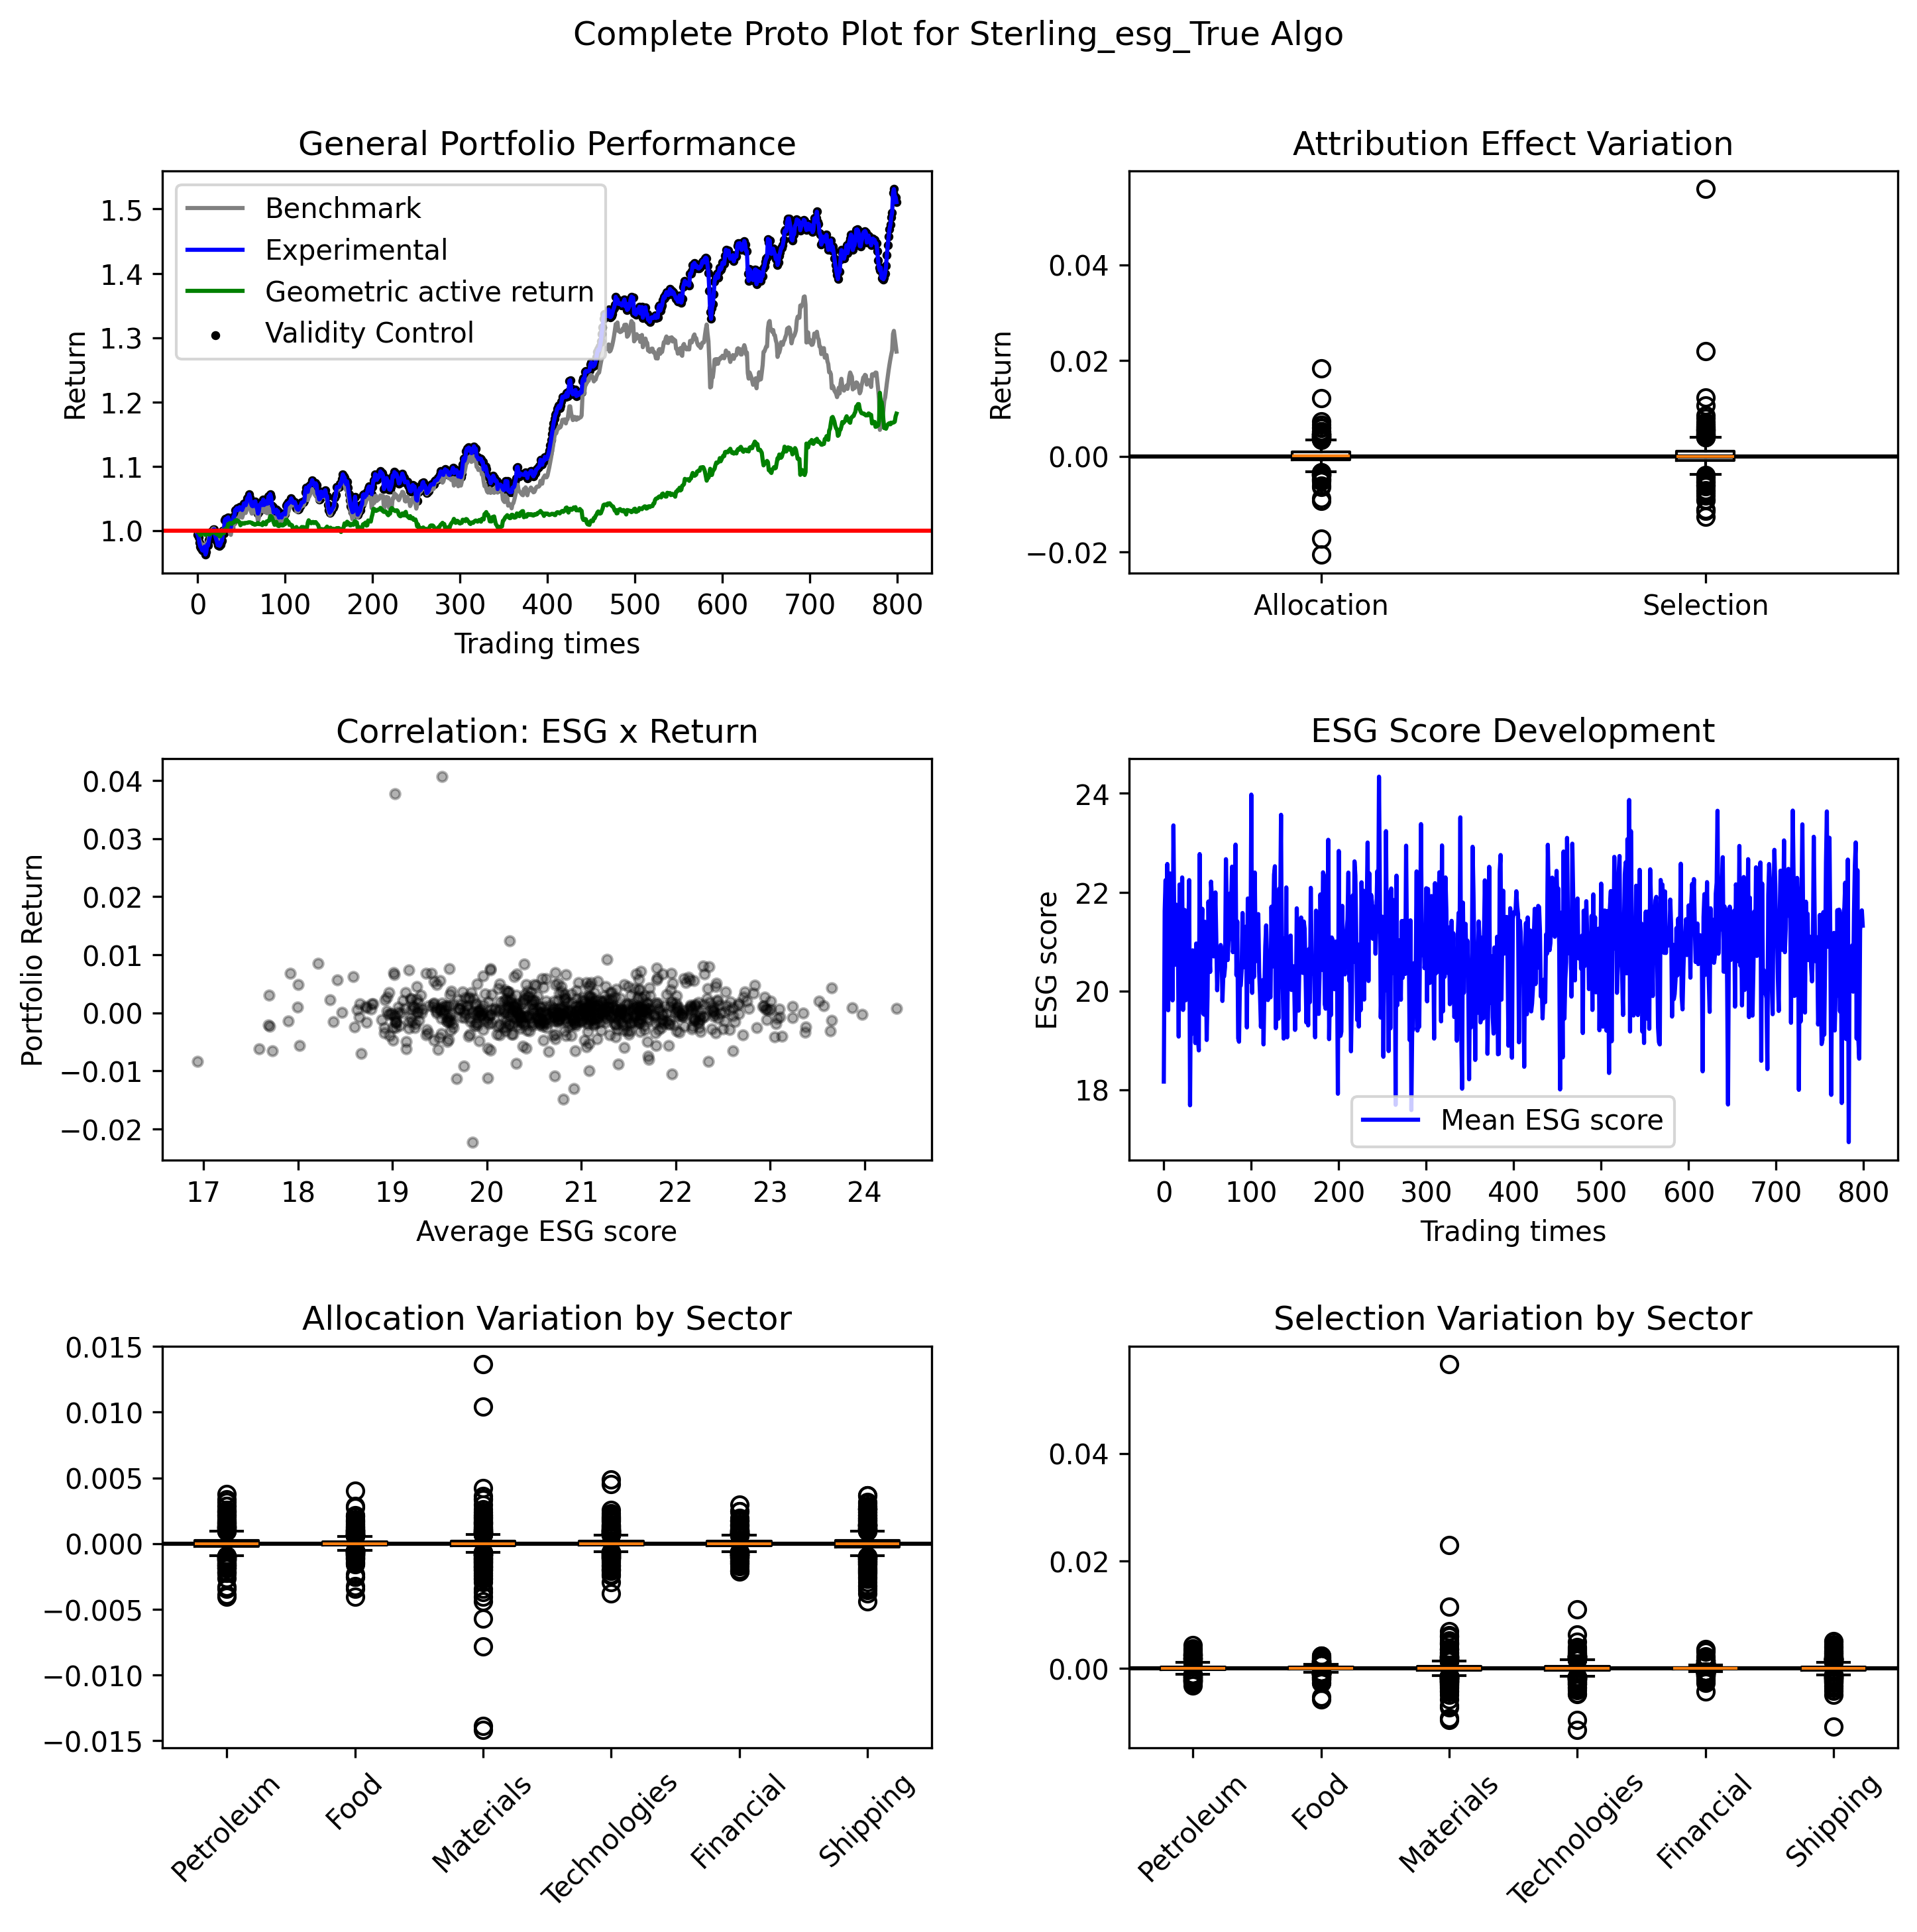 Complete Proto Plot for Sterling_esg_True Algo
General Portfolio Performance
Return
1.5
1.4
1.3
1.2
1.1
1.0
Benchmark
Experimental
Geometric active return
Validity Control
0 100 200 300 400 500 600 700 800
Trading times
Attribution Effect Variation
Return
0.04
0.02
0.00
−0.02
Allocation Selection
Correlation: ESG x Return
Portfolio Return
0.04
0.03
0.02
0.01
0.00
−0.01
−0.02
17 18 19 20 21 22 23 24
Average ESG score
ESG Score Development
ESG score
24
22
20
18
Mean ESG score
0 100 200 300 400 500 600 700 800
Trading times
Allocation Variation by Sector
0.015
0.010
0.005
0.000
−0.005
−0.010
−0.015
Petroleum Food Materials Technologies Financial Shipping
Selection Variation by Sector
0.04
0.02
0.00
Petroleum Food Materials Technologies Financial Shipping